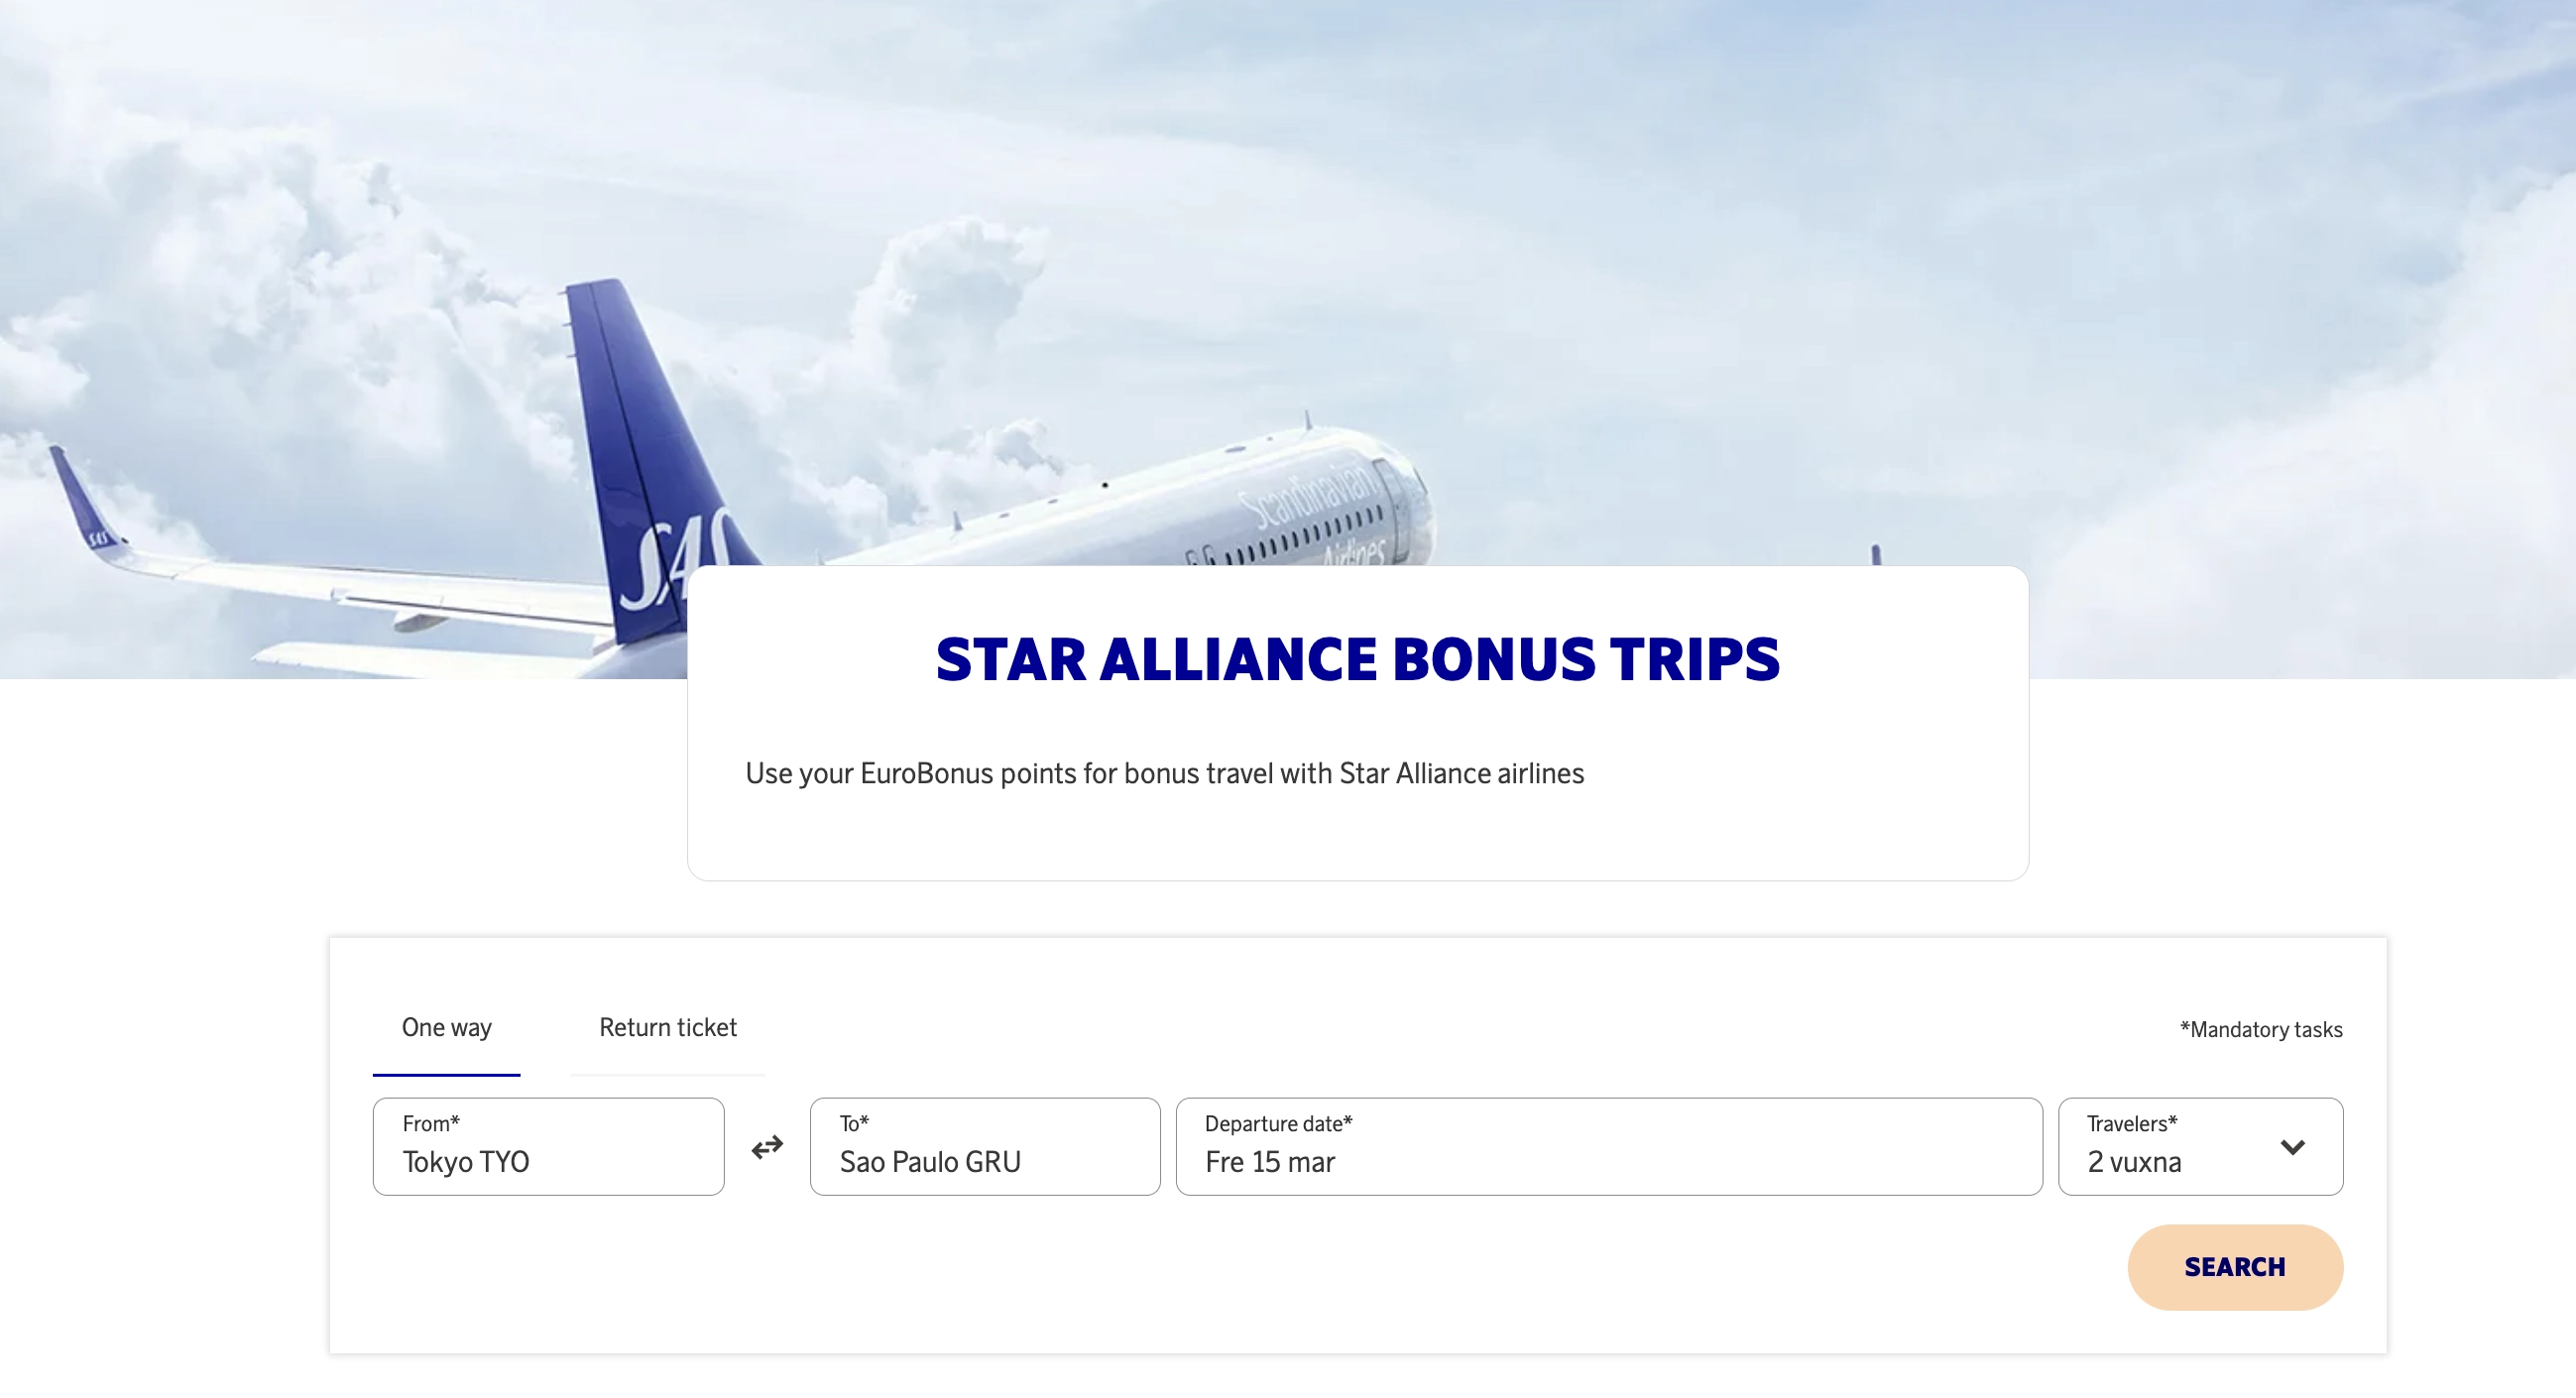 SAS
Scandinavian
Airlines
SAS
STAR ALLIANCE BONUS TRIPS
Use your EuroBonus points for bonus travel with Star Alliance airlines
One way
Return ticket
*Mandatory tasks
From*
Tokyo TYO
To*
Sao Paulo GRU
Departure date*
Fre 15 mar
Travelers*
2 vuxna
SEARCH